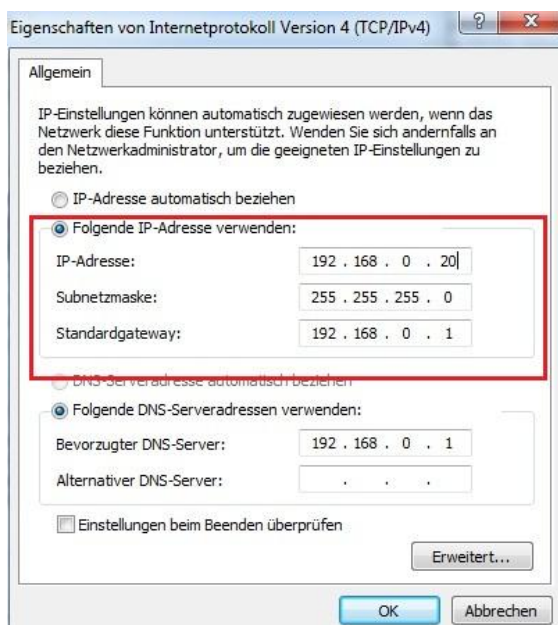 Eigenschaften von Internetprotokoll Version 4 (TCP/IPv4)
Allgemein
IP-Einstellungen können automatisch zugewiesen werden, wenn das
Netzwerk diese Funktion unterstützt. Wenden Sie sich andernfalls an
den Netzwerkadministrator, um die geeigneten IP-Einstellungen zu
beziehen.
IP-Adresse automatisch beziehen
Folgende IP-Adresse verwenden:
IP-Adresse: 192 . 168 . 0 . 20
Subnetzmaske: 255 . 255 . 255 . 0
Standardgateway: 192 . 168 . 0 . 1
DNS-Serveradresse automatisch beziehen
Folgende DNS-Serveradressen verwenden:
Bevorzugter DNS-Server: 192 . 168 . 0 . 1
Alternativer DNS-Server: . . .
Einstellungen beim Beenden überprüfen
Erweitert...
OK Abbrechen